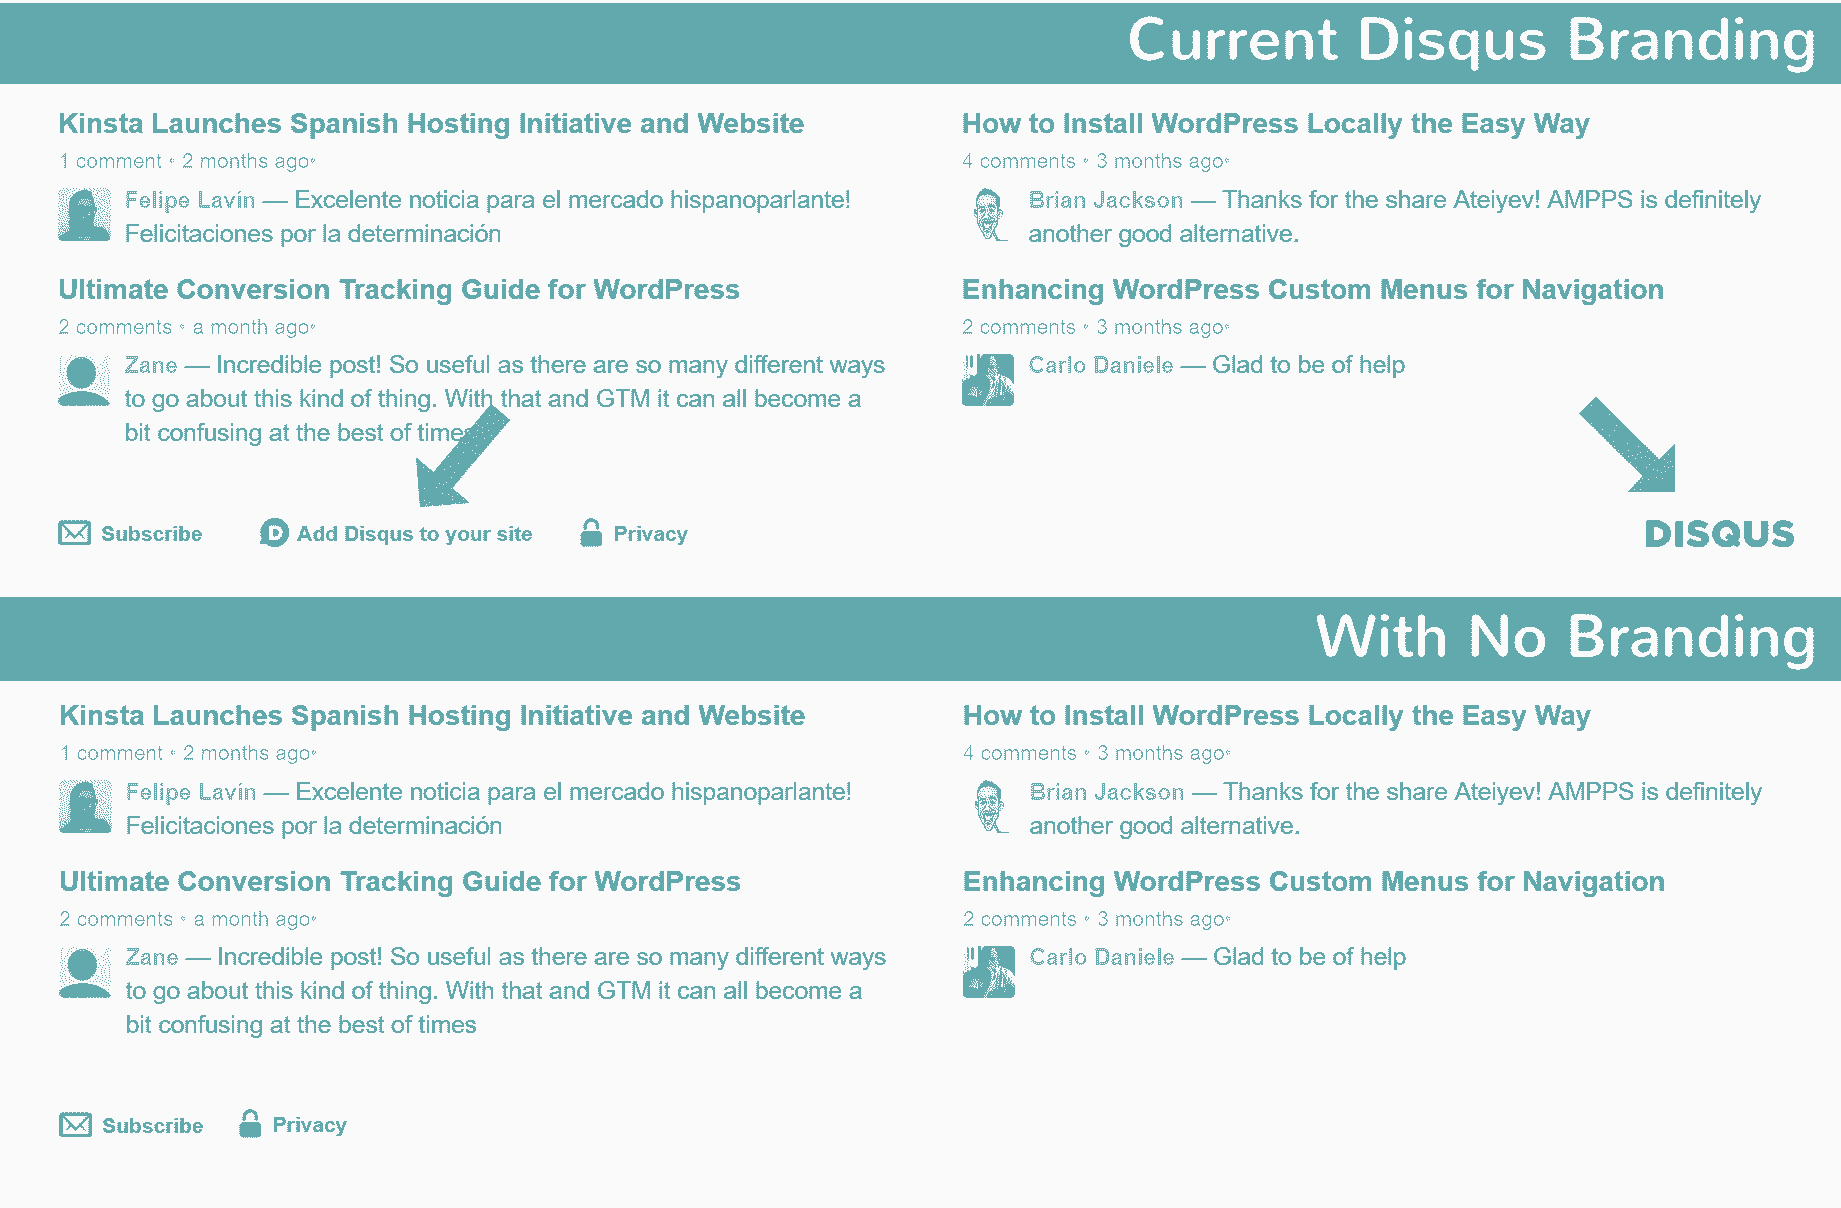 Current Disqus Branding
Kinsta Launches Spanish Hosting Initiative and Website
1 comment • 2 months ago•
Felipe Lavín — Excelente noticia para el mercado hispanoparlante!
Felicitaciones por la determinación
How to Install WordPress Locally the Easy Way
4 comments • 3 months ago•
Brian Jackson — Thanks for the share Ateiyev! AMPPS is definitely
another good alternative.
Ultimate Conversion Tracking Guide for WordPress
2 comments • a month ago•
Zane — Incredible post! So useful as there are so many different ways
to go about this kind of thing. With that and GTM it can all become a
bit confusing at the best of times
Enhancing WordPress Custom Menus for Navigation
2 comments • 3 months ago•
Carlo Daniele — Glad to be of help
Subscribe
D Add Disqus to your site
Privacy
DISQUS
With No Branding
Kinsta Launches Spanish Hosting Initiative and Website
1 comment • 2 months ago•
Felipe Lavín — Excelente noticia para el mercado hispanoparlante!
Felicitaciones por la determinación
How to Install WordPress Locally the Easy Way
4 comments • 3 months ago•
Brian Jackson — Thanks for the share Ateiyev! AMPPS is definitely
another good alternative.
Ultimate Conversion Tracking Guide for WordPress
2 comments • a month ago•
Zane — Incredible post! So useful as there are so many different ways
to go about this kind of thing. With that and GTM it can all become a
bit confusing at the best of times
Enhancing WordPress Custom Menus for Navigation
2 comments • 3 months ago•
Carlo Daniele — Glad to be of help
Subscribe
Privacy